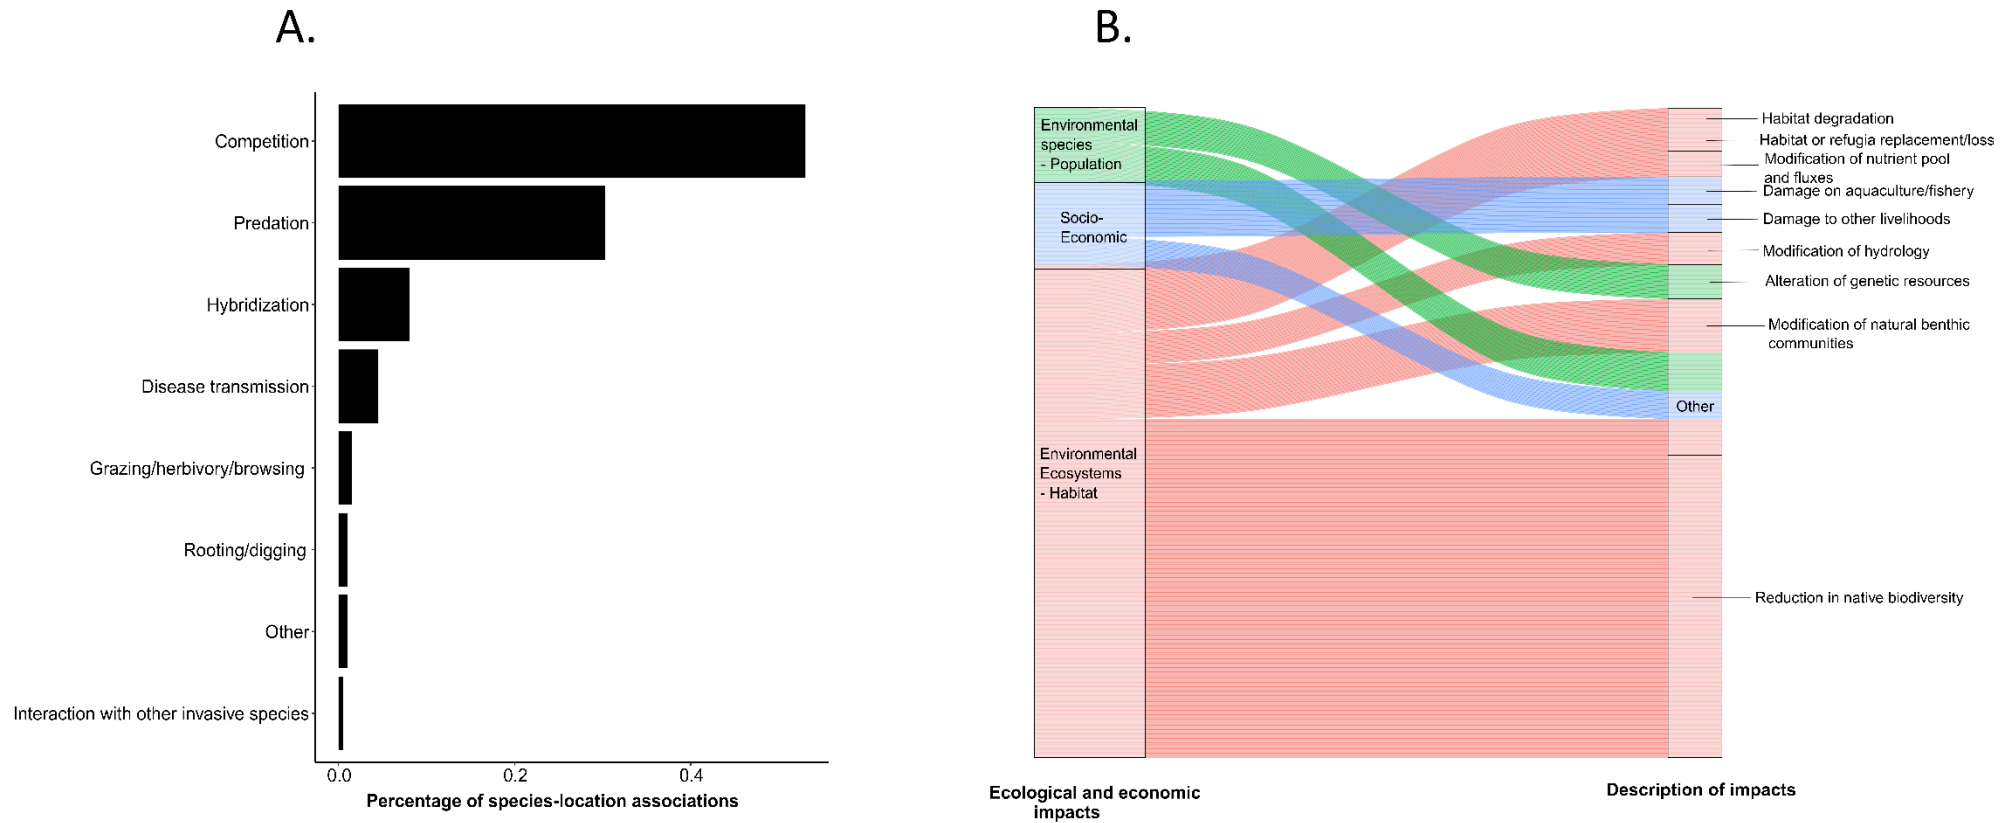 A.
Competition
Predation
Hybridization
Disease transmission
Grazing/herbivory/browsing
Rooting/digging
Other
Interaction with other invasive species
0.0
0.2
0.4
Percentage of species-location associations
B.
Environmental
species
- Population
Socio-
Economic
Environmental
Ecosystems
- Habitat
Habitat degradation
Habitat or refugia replacement/loss
Modification of nutrient pool
and fluxes
Damage on aquaculture/fishery
Damage to other livelihoods
Modification of hydrology
Alteration of genetic resources
Modification of natural benthic
communities
Other
Reduction in native biodiversity
Ecological and economic
impacts
Description of impacts